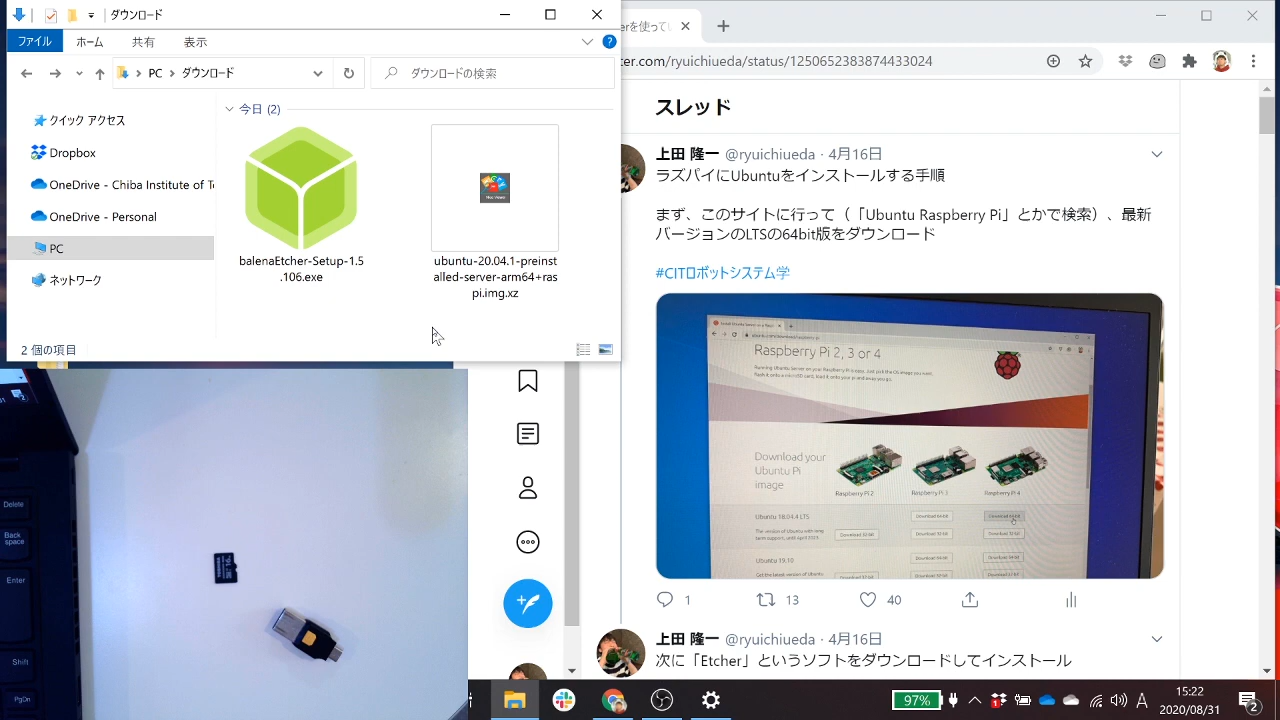 ダウンロード
ファイル
ホーム
共有
表示
PC
ダウンロード
ダウンロードの検索
クイック アクセス
Dropbox
OneDrive - Chiba Institute of T
OneDrive - Personal
PC
ネットワーク
今日 (2)
balenaEtcher-Setup-1.5
.106.exe
ubuntu-20.04.1-preinst
alled-server-arm64+ras
pi.img.xz
2 個の項目
Delete
Back
space
Enter
Shift
PgDn
erを使ってい
ter.com/ryuichiueda/status/1250652383874433024
スレッド
上田 隆一 @ryuichiueda · 4月16日
ラズパイにUbuntuをインストールする手順
まず、このサイトに行って（「Ubuntu Raspberry Pi」とかで検索）、最新
バージョンのLTSの64bit版をダウンロード
#CITロボットシステム学
Raspberry Pi 2, 3 or 4
Download your
Ubuntu Pi
image
Raspberry Pi 2
Raspberry Pi 3
Raspberry Pi 4
Ubuntu 18.04.4 LTS
Ubuntu 19.10
1
13
40
上田 隆一 @ryuichiueda · 4月16日
次に「Etcher」というソフトをダウンロードしてインストール
97%
A
15:22
2020/08/31
2